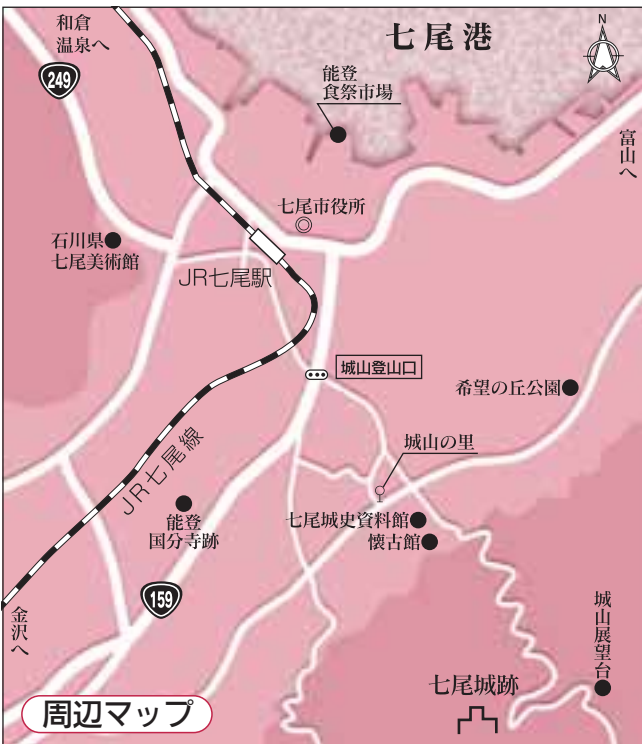 和倉
温泉へ
七尾港
N
249
能登
食祭市場
富山へ
七尾市役所
石川県
七尾美術館
JR七尾駅
城山登山口
希望の丘公園
城山の里
JR七尾線
能登
国分寺跡
七尾城史資料館
懐古館
159
金沢へ
城山展望台
七尾城跡
周辺マップ